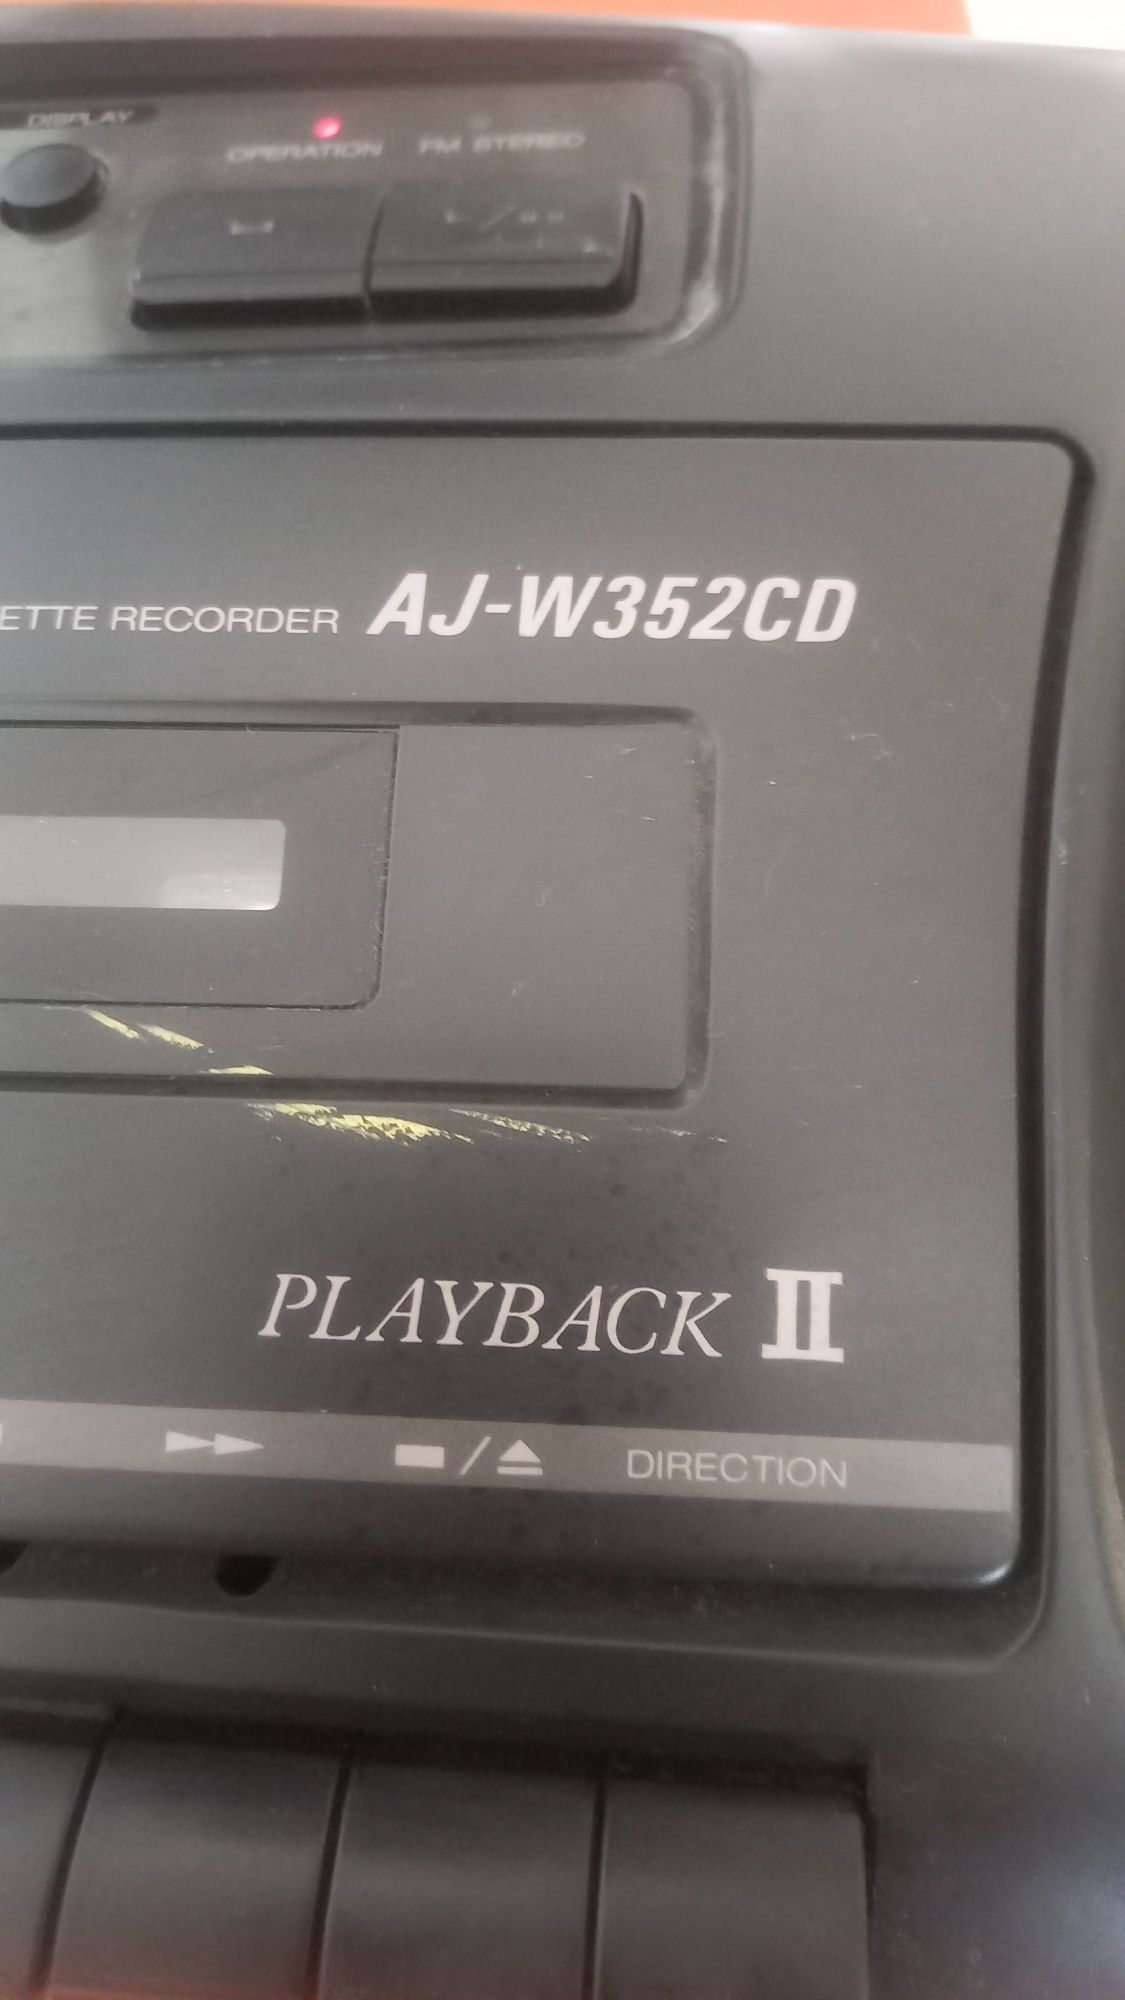 DISPLAY
OPERATION FM STEREO
ETTE RECORDER AJ-W352CD
PLAYBACK II
DIRECTION